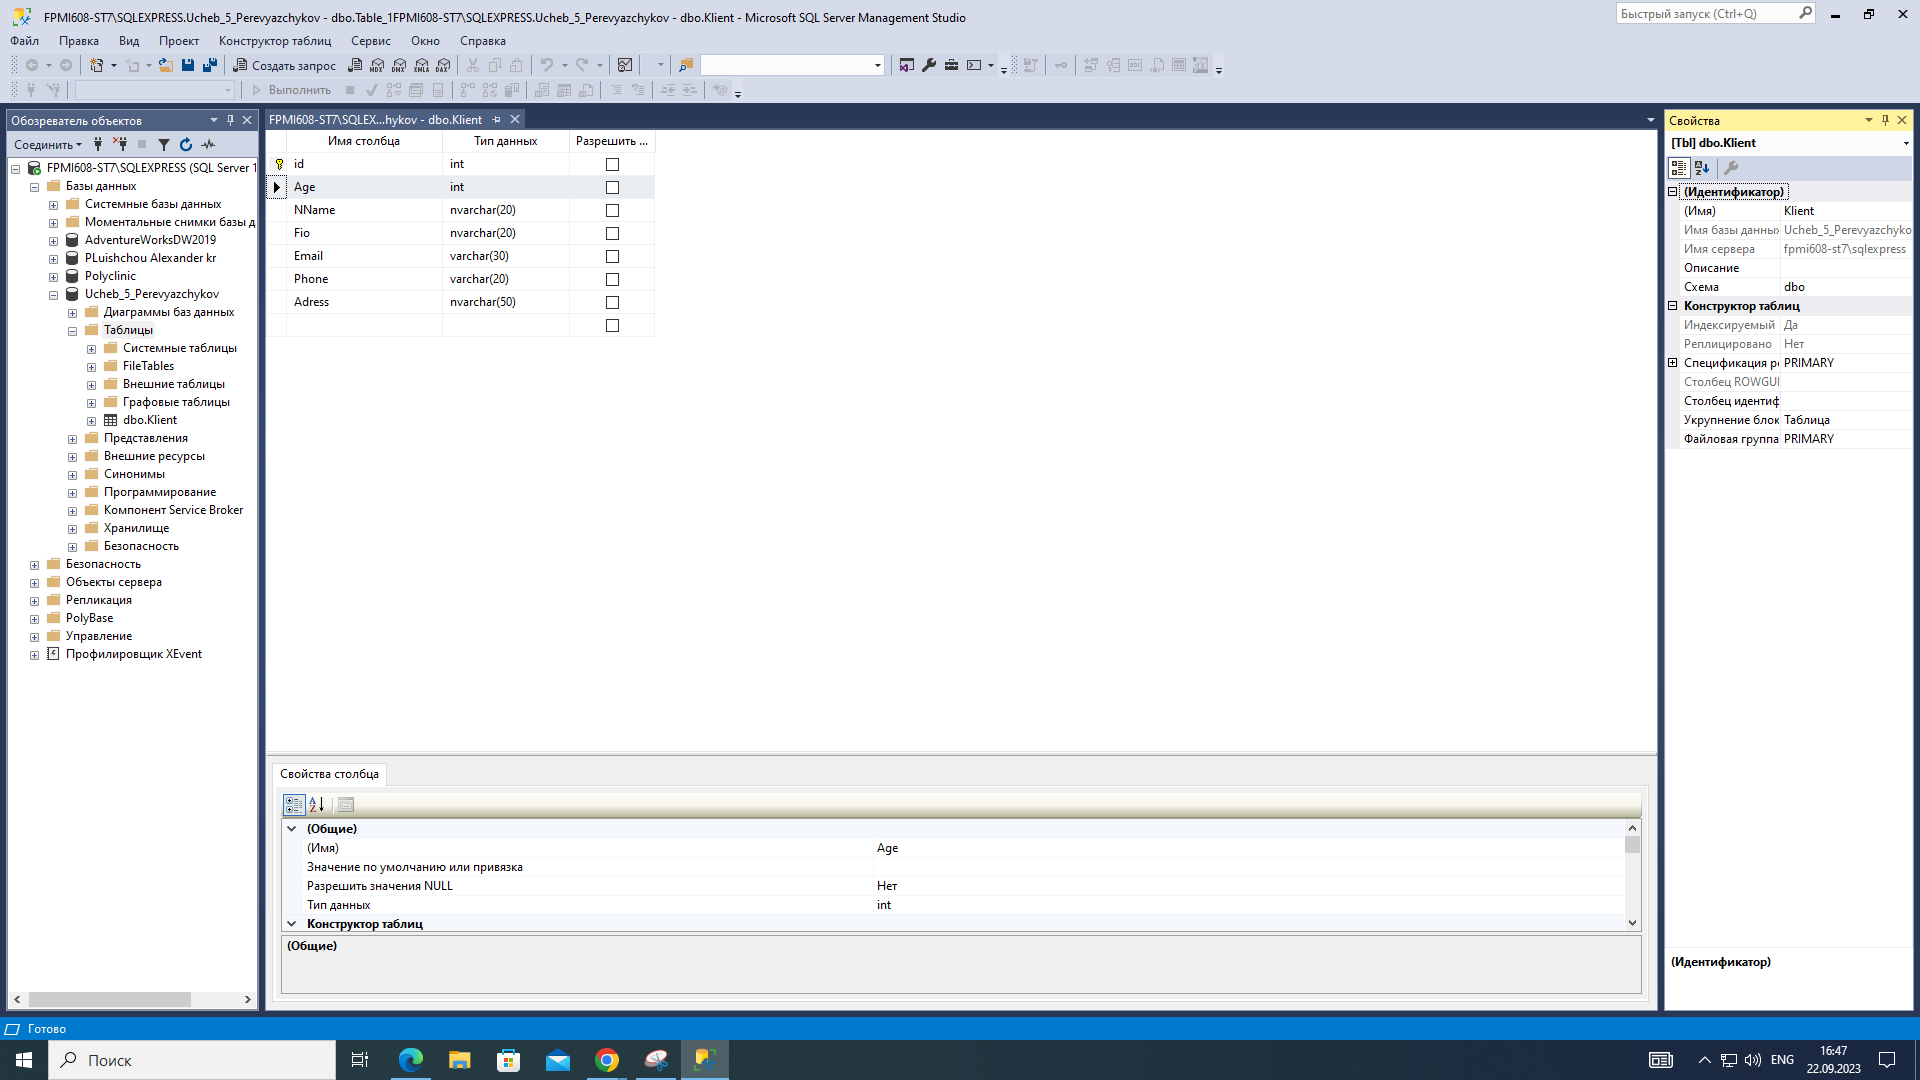 FPMI608-ST7\SQLEXPRESS.Ucheb_5_Perevyazchykov - dbo.Table_1FPMI608-ST7\SQLEXPRESS.Ucheb_5_Perevyazchykov - dbo.Klient - Microsoft SQL Server Management Studio
Быстрый запуск (Ctrl+Q)
Файл Правка Вид Проект Конструктор таблиц Сервис Окно Справка
Создать запрос MDX DMX XMLA DAX
Выполнить
Обозреватель объектов
Соединить
FPMI608-ST7\SQLEXPRESS (SQL Server 1
Базы данных
Системные базы данных
Моментальные снимки базы д
AdventureWorksDW2019
PLuishchou Alexander kr
Polyclinic
Ucheb_5_Perevyazchykov
Диаграммы баз данных
Таблицы
Системные таблицы
FileTables
Внешние таблицы
Графовые таблицы
dbo.Klient
Представления
Внешние ресурсы
Синонимы
Программирование
Компонент Service Broker
Хранилище
Безопасность
Безопасность
Объекты сервера
Репликация
PolyBase
Управление
Профилировщик XEvent
FPMI608-ST7\SQLEX...hykov - dbo.Klient
Имя столбца Тип данных Разрешить ...
id int
Age int
NName nvarchar(20)
Fio nvarchar(20)
Email varchar(30)
Phone varchar(20)
Adress nvarchar(50)
Свойства столбца
(Общие)
(Имя) Age
Значение по умолчанию или привязка
Разрешить значения NULL Нет
Тип данных int
Конструктор таблиц
(Общие)
Свойства
[Tbl] dbo.Klient
(Идентификатор)
(Имя) Klient
Имя базы данных Ucheb_5_Perevyazchyko
Имя сервера fpmi608-st7\sqlexpress
Описание
Схема dbo
Конструктор таблиц
Индексируемый Да
Реплицировано Нет
Спецификация р PRIMARY
Столбец ROWGUI
Столбец идентиф
Укрупнение блок Таблица
Файловая группа PRIMARY
(Идентификатор)
Готово
Поиск
ENG
16:47
22.09.2023